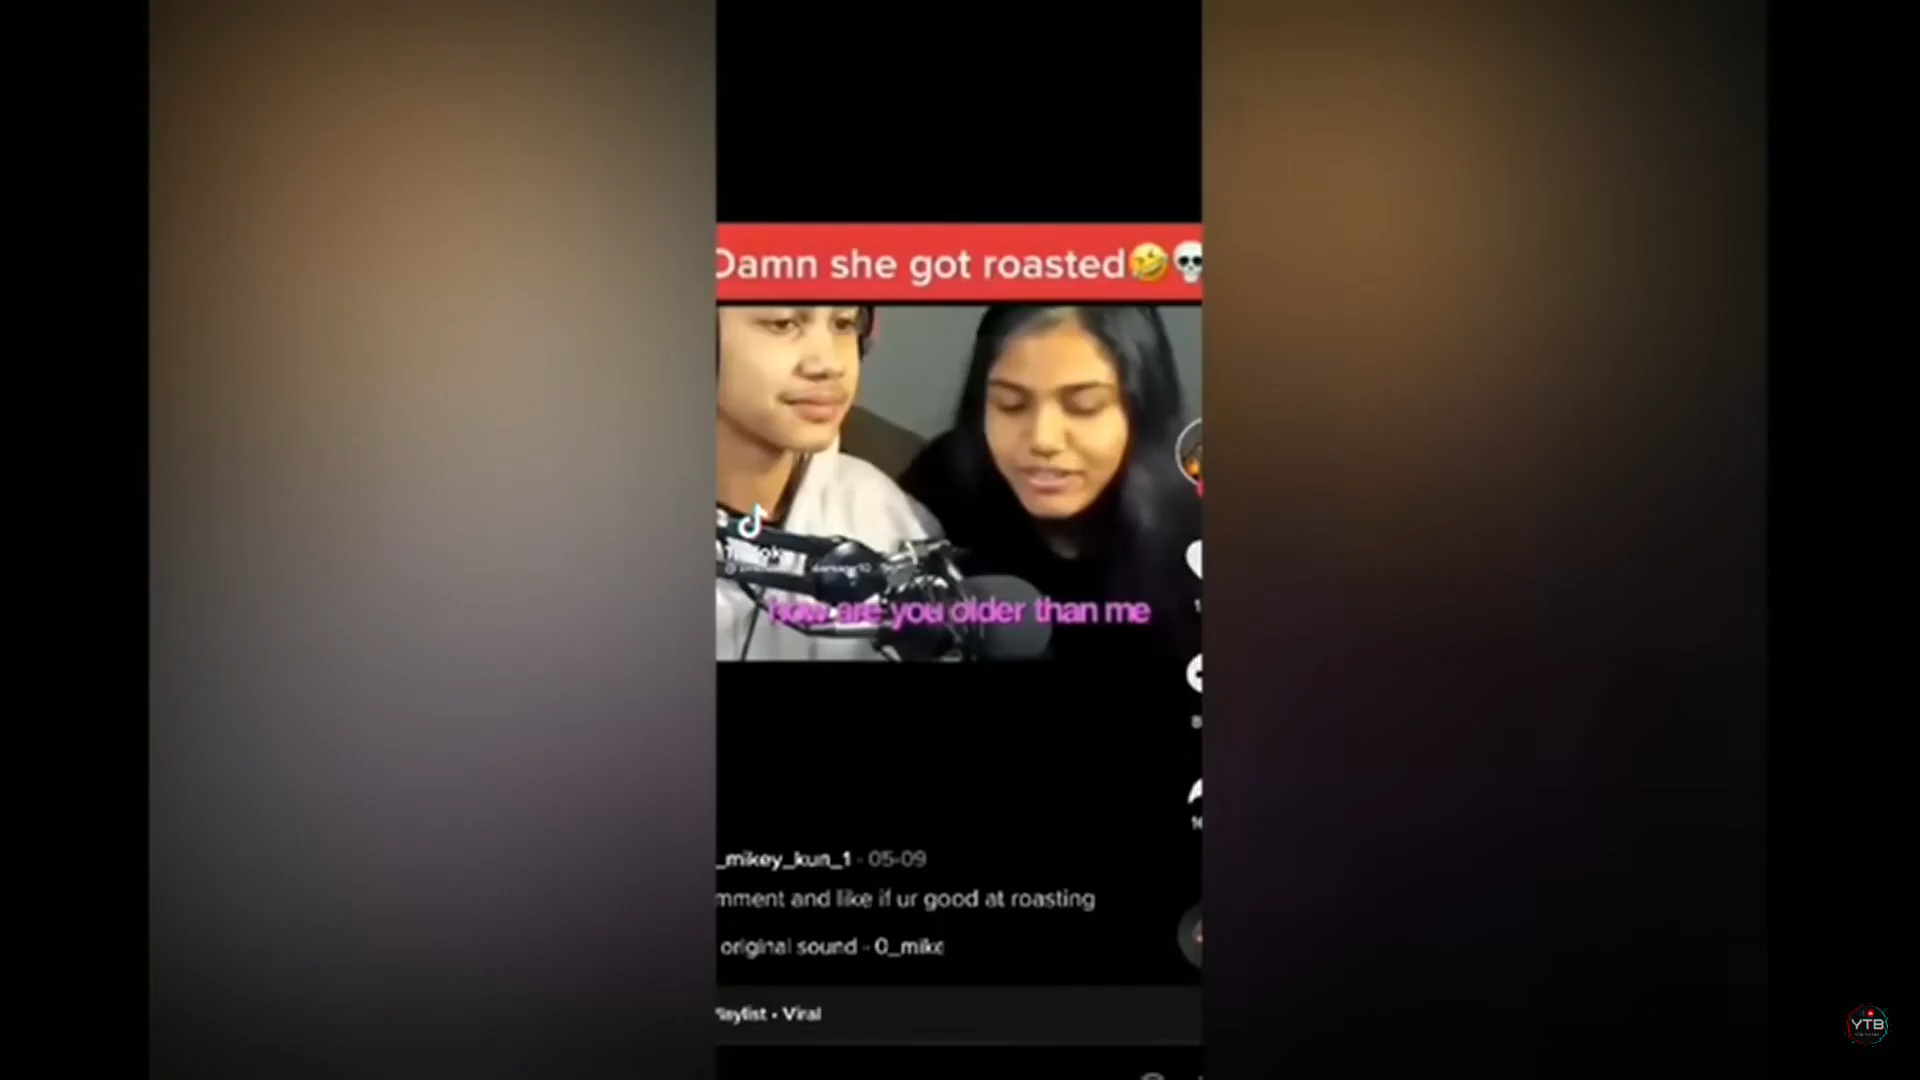 Damn she got roasted🤣💀
TikTok
how are you older than me
_mikey_kun_1 · 05-09
mment and like if ur good at roasting
original sound - 0_mike
Playlist · Viral
YTB